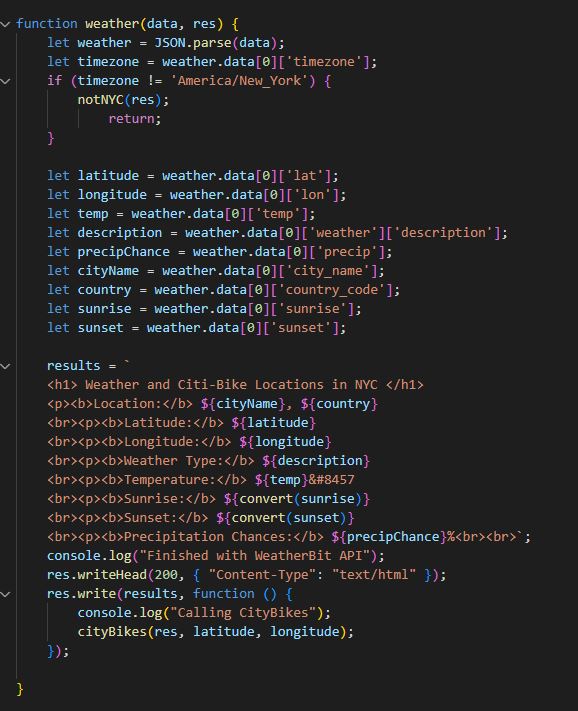 function weather(data, res) {
    let weather = JSON.parse(data);
    let timezone = weather.data[0]['timezone'];
    if (timezone != 'America/New_York') {
        notNYC(res);
            return;
    }

    let latitude = weather.data[0]['lat'];
    let longitude = weather.data[0]['lon'];
    let temp = weather.data[0]['temp'];
    let description = weather.data[0]['weather']['description'];
    let precipChance = weather.data[0]['precip'];
    let cityName = weather.data[0]['city_name'];
    let country = weather.data[0]['country_code'];
    let sunrise = weather.data[0]['sunrise'];
    let sunset = weather.data[0]['sunset'];

    results = `
    <h1> Weather and Citi-Bike Locations in NYC </h1>
    <p><b>Location:</b> ${cityName}, ${country}
    <br><p><b>Latitude:</b> ${latitude}
    <br><p><b>Longitude:</b> ${longitude}
    <br><p><b>Weather Type:</b> ${description}
    <br><p><b>Temperature:</b> ${temp}&#8457
    <br><p><b>Sunrise:</b> ${convert(sunrise)}
    <br><p><b>Sunset:</b> ${convert(sunset)}
    <br><p><b>Precipitation Chances:</b> ${precipChance}%<br><br>`;
    console.log("Finished with WeatherBit API");
    res.writeHead(200, { "Content-Type": "text/html" });
    res.write(results, function () {
        console.log("Calling CityBikes");
        cityBikes(res, latitude, longitude);
    });

}